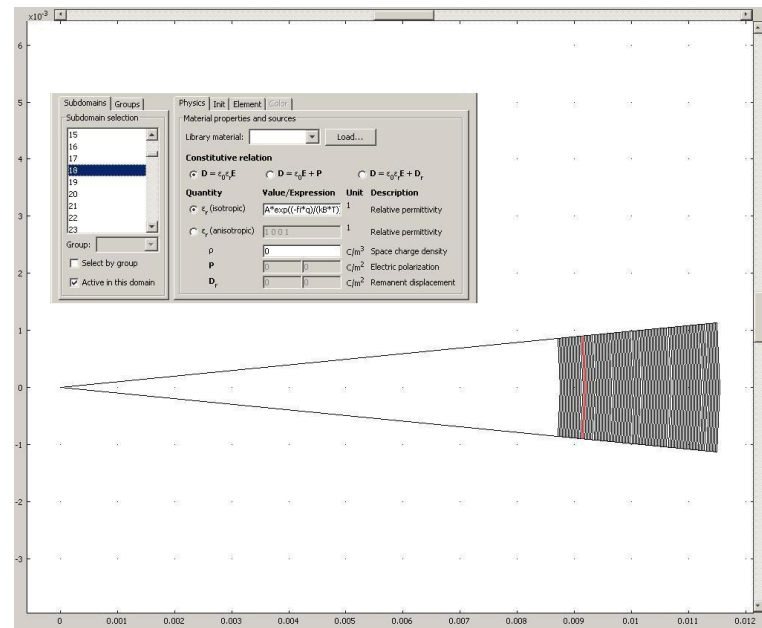 x10⁻³
6
5
4
3
2
1
0
-1
-2
-3
0 0.001 0.002 0.003 0.004 0.005 0.006 0.007 0.008 0.009 0.01 0.011 0.012
Subdomains Groups
Subdomain selection
15
16
17
18
19
20
21
22
23
Group:
Select by group
Active in this domain
Physics Init Element Color
Material properties and sources
Library material: Load...
Constitutive relation
D = ε₀εᵣE D = ε₀E + P D = ε₀εᵣE + Dᵣ
Quantity Value/Expression Unit Description
εᵣ (isotropic) A*exp((-fi*q)/(kB*T) 1 Relative permittivity
εᵣ (anisotropic) 1 0 0 1 1 Relative permittivity
ρ 0 C/m³ Space charge density
P 0 0 C/m² Electric polarization
Dᵣ 0 0 C/m² Remanent displacement